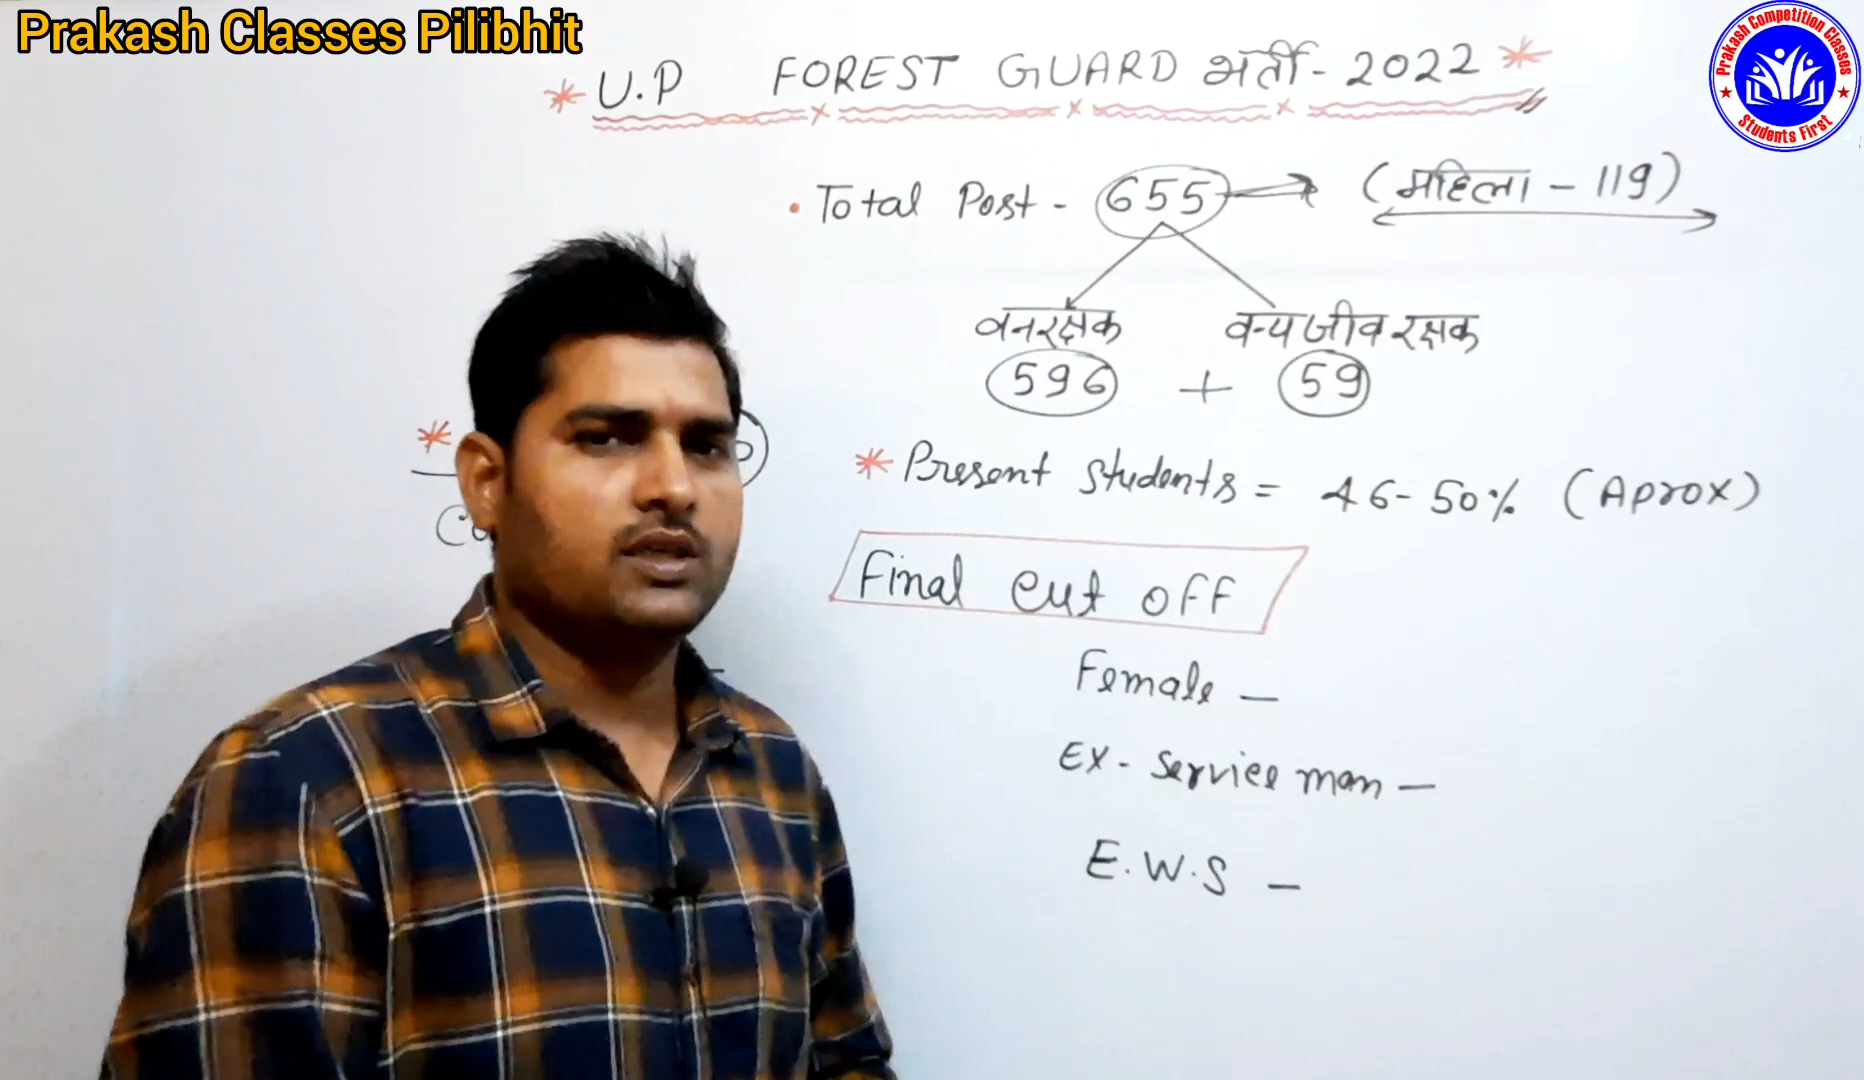 Prakash Classes Pilibhit
Prakash Competition Classes
Students First
* U.P FOREST GUARD भर्ती - 2022 *
• Total Post - 655 → (महिला - 119)
वनरक्षक वन्यजीव रक्षक
596 + 59
* Present students = 46-50% (Aprox)
Final cut off
Female -
Ex- Service man -
E.W.S -